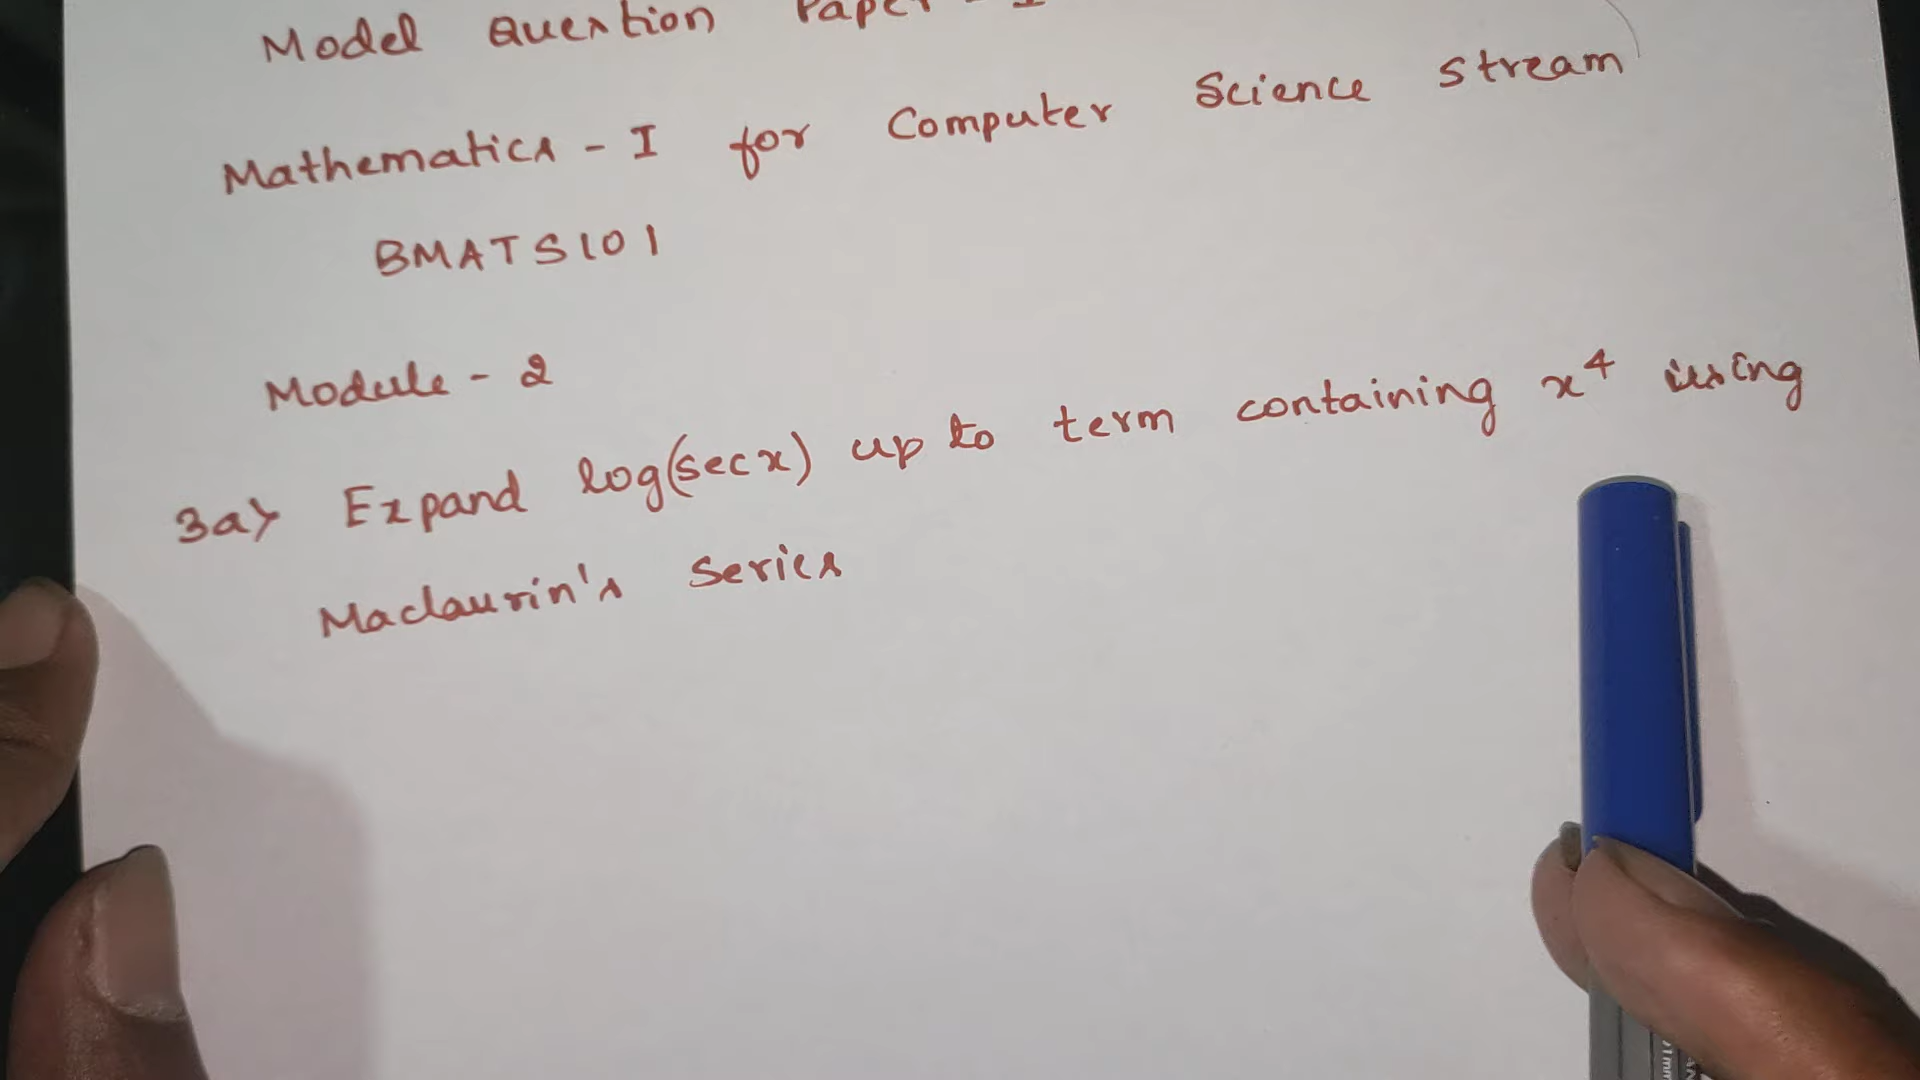 Model Question Paper - I
Mathematics - I for Computer Science stream
BMATS101
Module - 2
3a) Expand log(secx) up to term containing x⁴ using
Maclaurin's Series